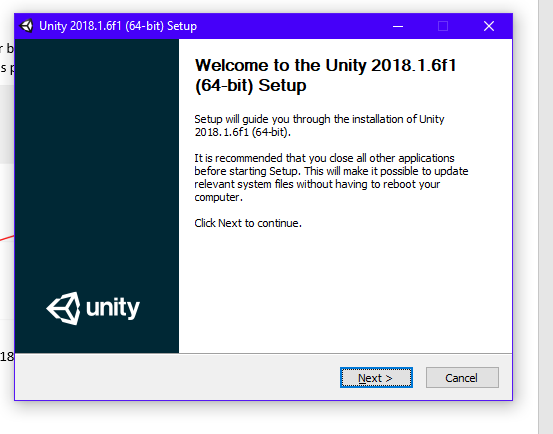 Unity 2018.1.6f1 (64-bit) Setup
Welcome to the Unity 2018.1.6f1
(64-bit) Setup
Setup will guide you through the installation of Unity
2018.1.6f1 (64-bit).
It is recommended that you close all other applications
before starting Setup. This will make it possible to update
relevant system files without having to reboot your
computer.
Click Next to continue.
unity
Next >
Cancel